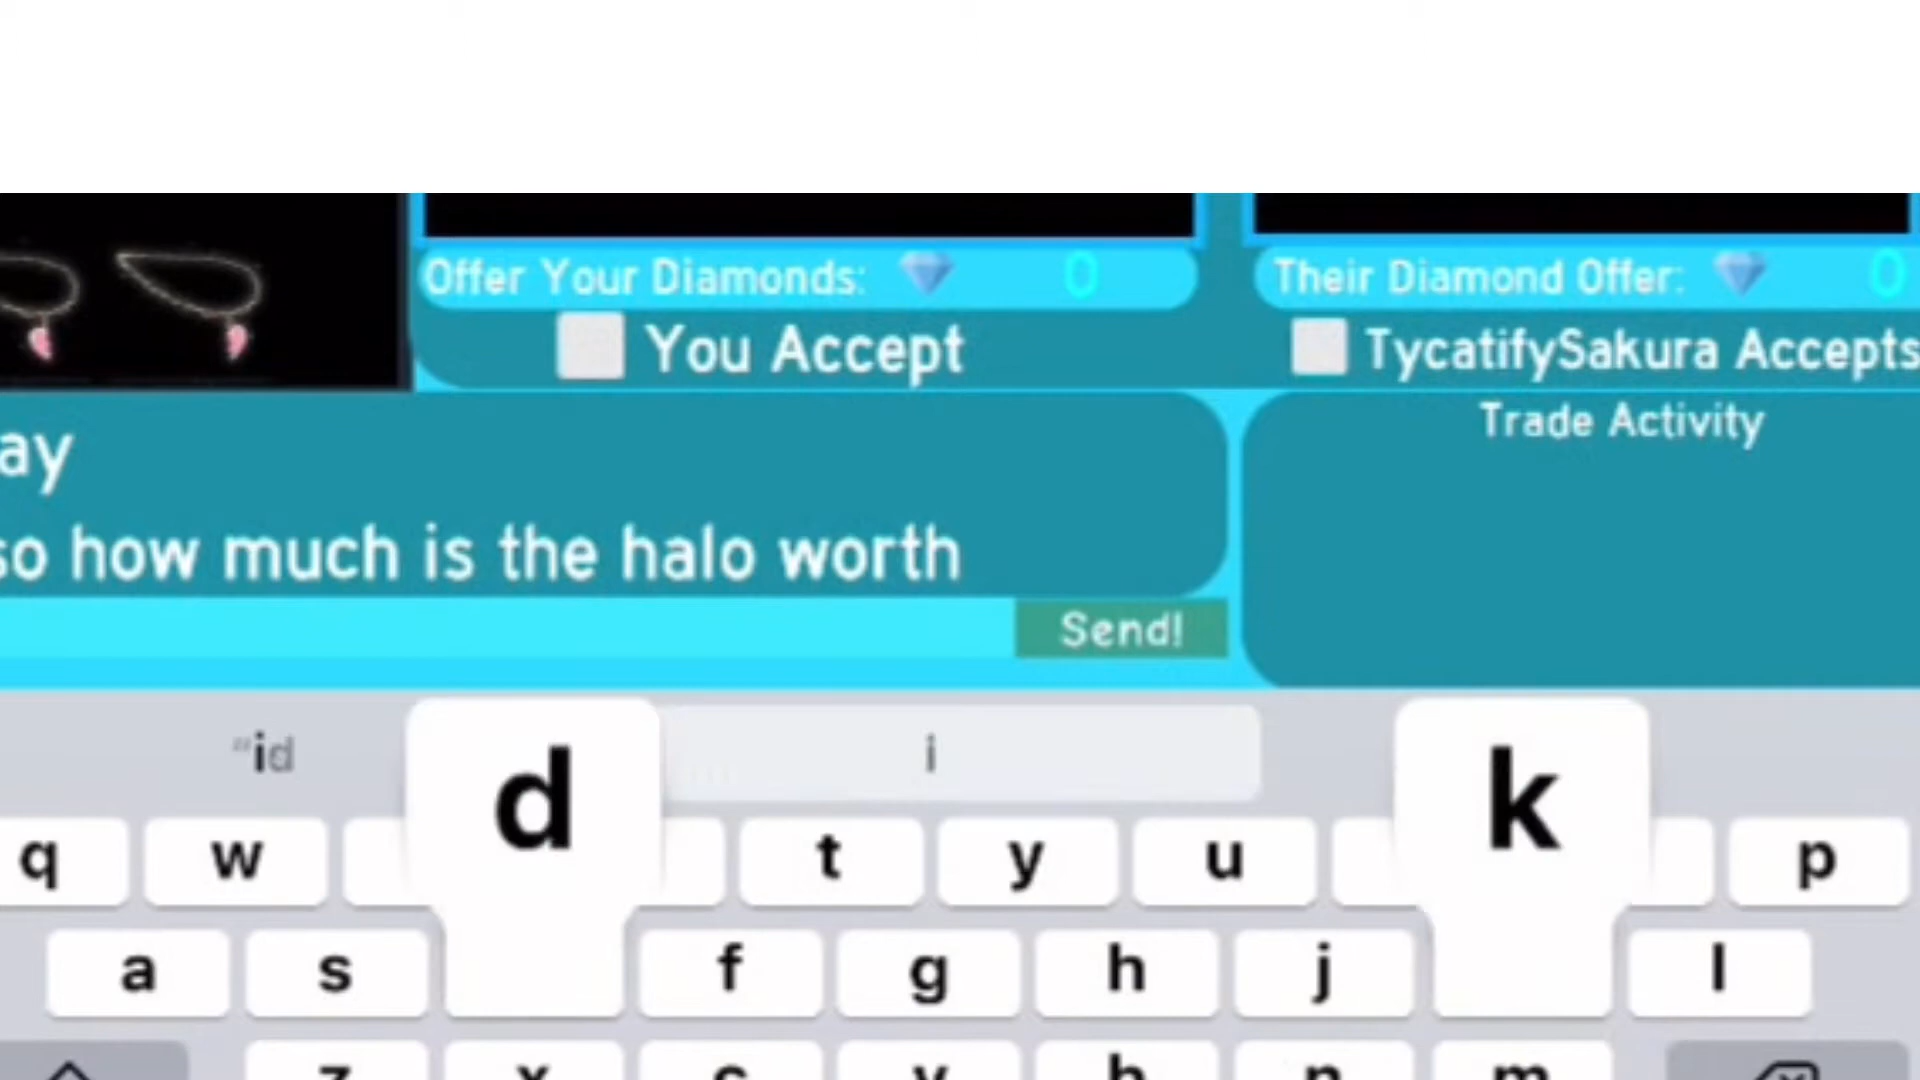 Offer Your Diamonds: 0
Their Diamond Offer: 0
You Accept
TycatifySakura Accepts
Trade Activity
ay
so how much is the halo worth
Send!
"id
i
d
k
q w t y u p
a s f g h j l
z x c v b n m